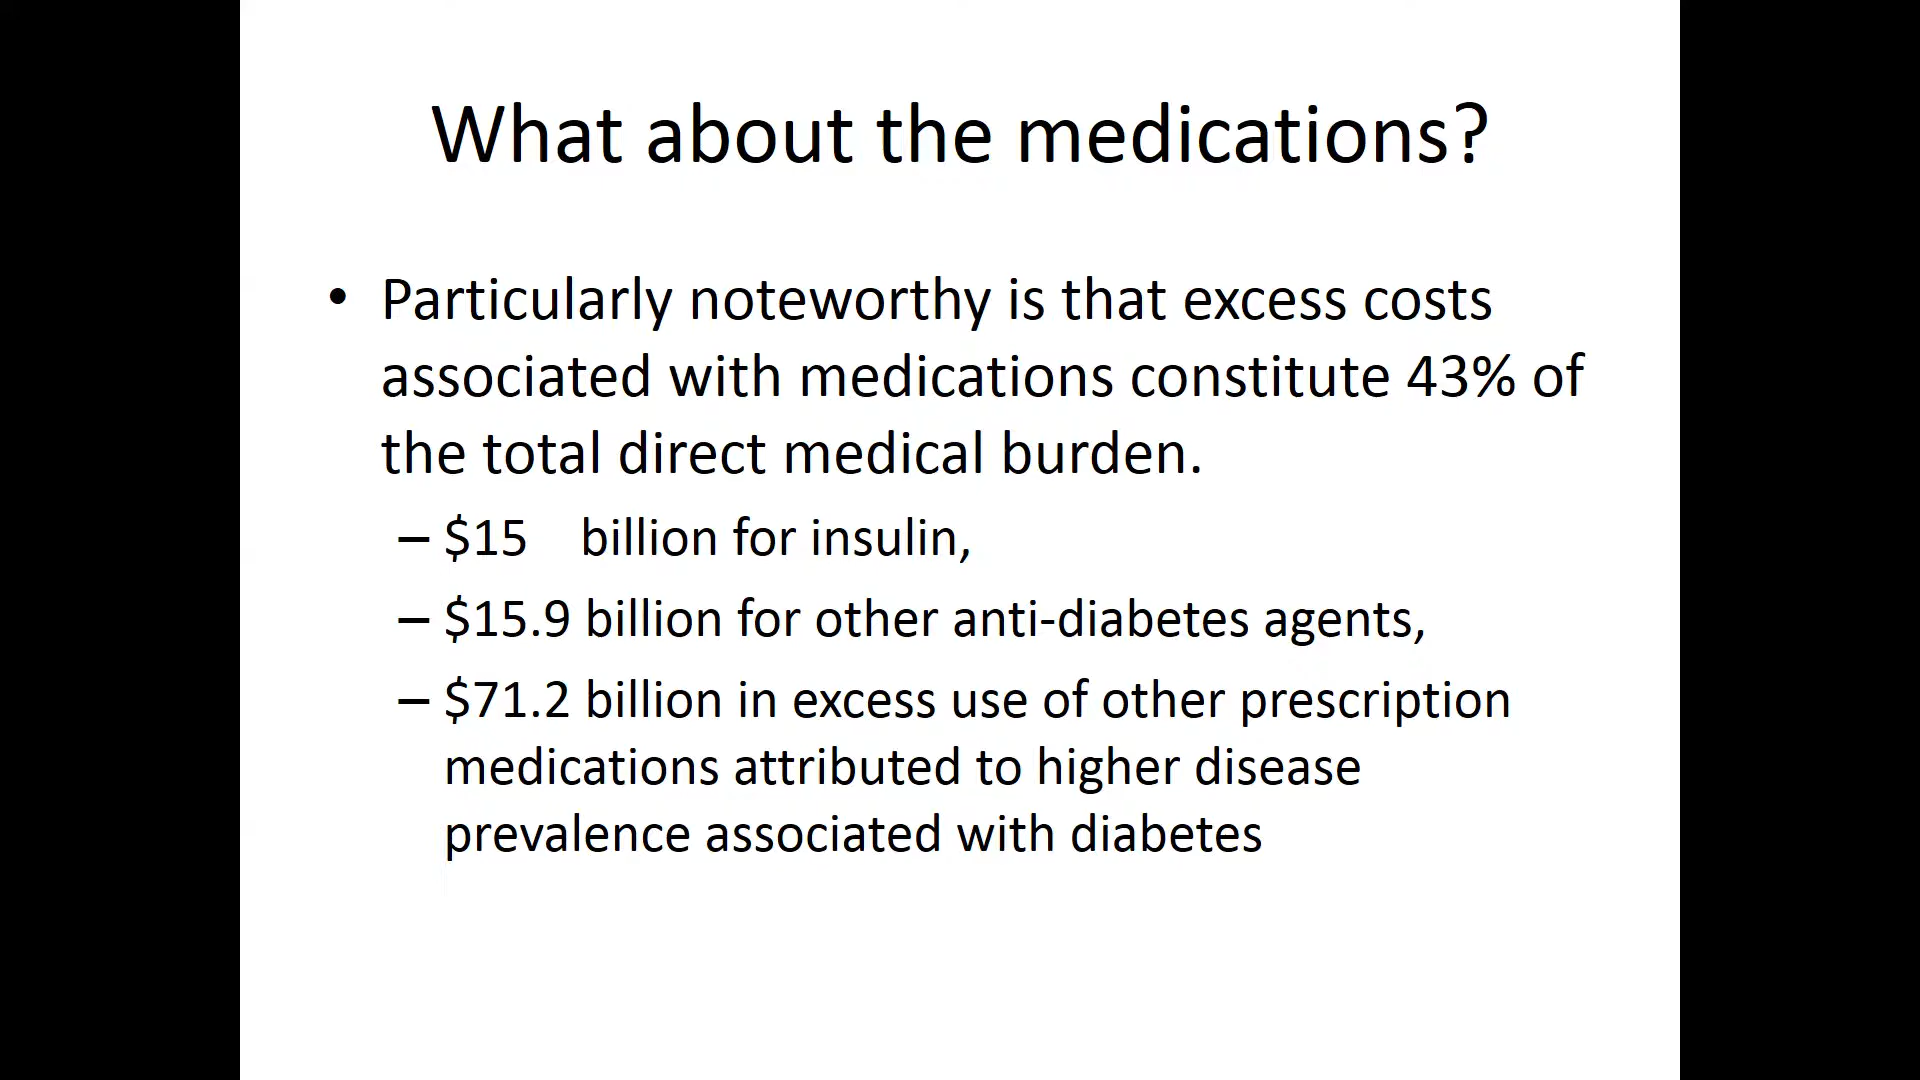 What about the medications?
• Particularly noteworthy is that excess costs
associated with medications constitute 43% of
the total direct medical burden.
– $15 billion for insulin,
– $15.9 billion for other anti-diabetes agents,
– $71.2 billion in excess use of other prescription
medications attributed to higher disease
prevalence associated with diabetes